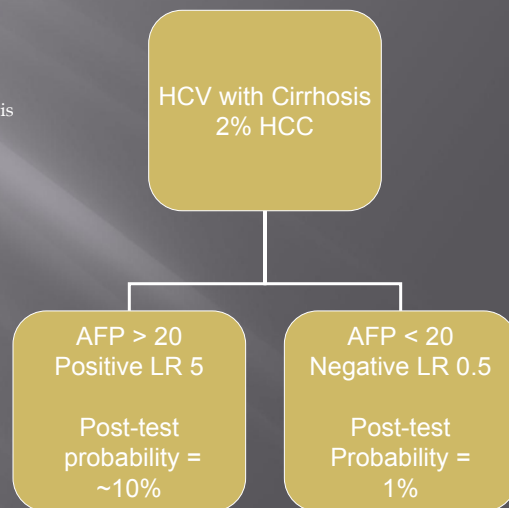 is
HCV with Cirrhosis
2% HCC
AFP > 20
Positive LR 5
Post-test
probability =
~10%
AFP < 20
Negative LR 0.5
Post-test
Probability =
1%